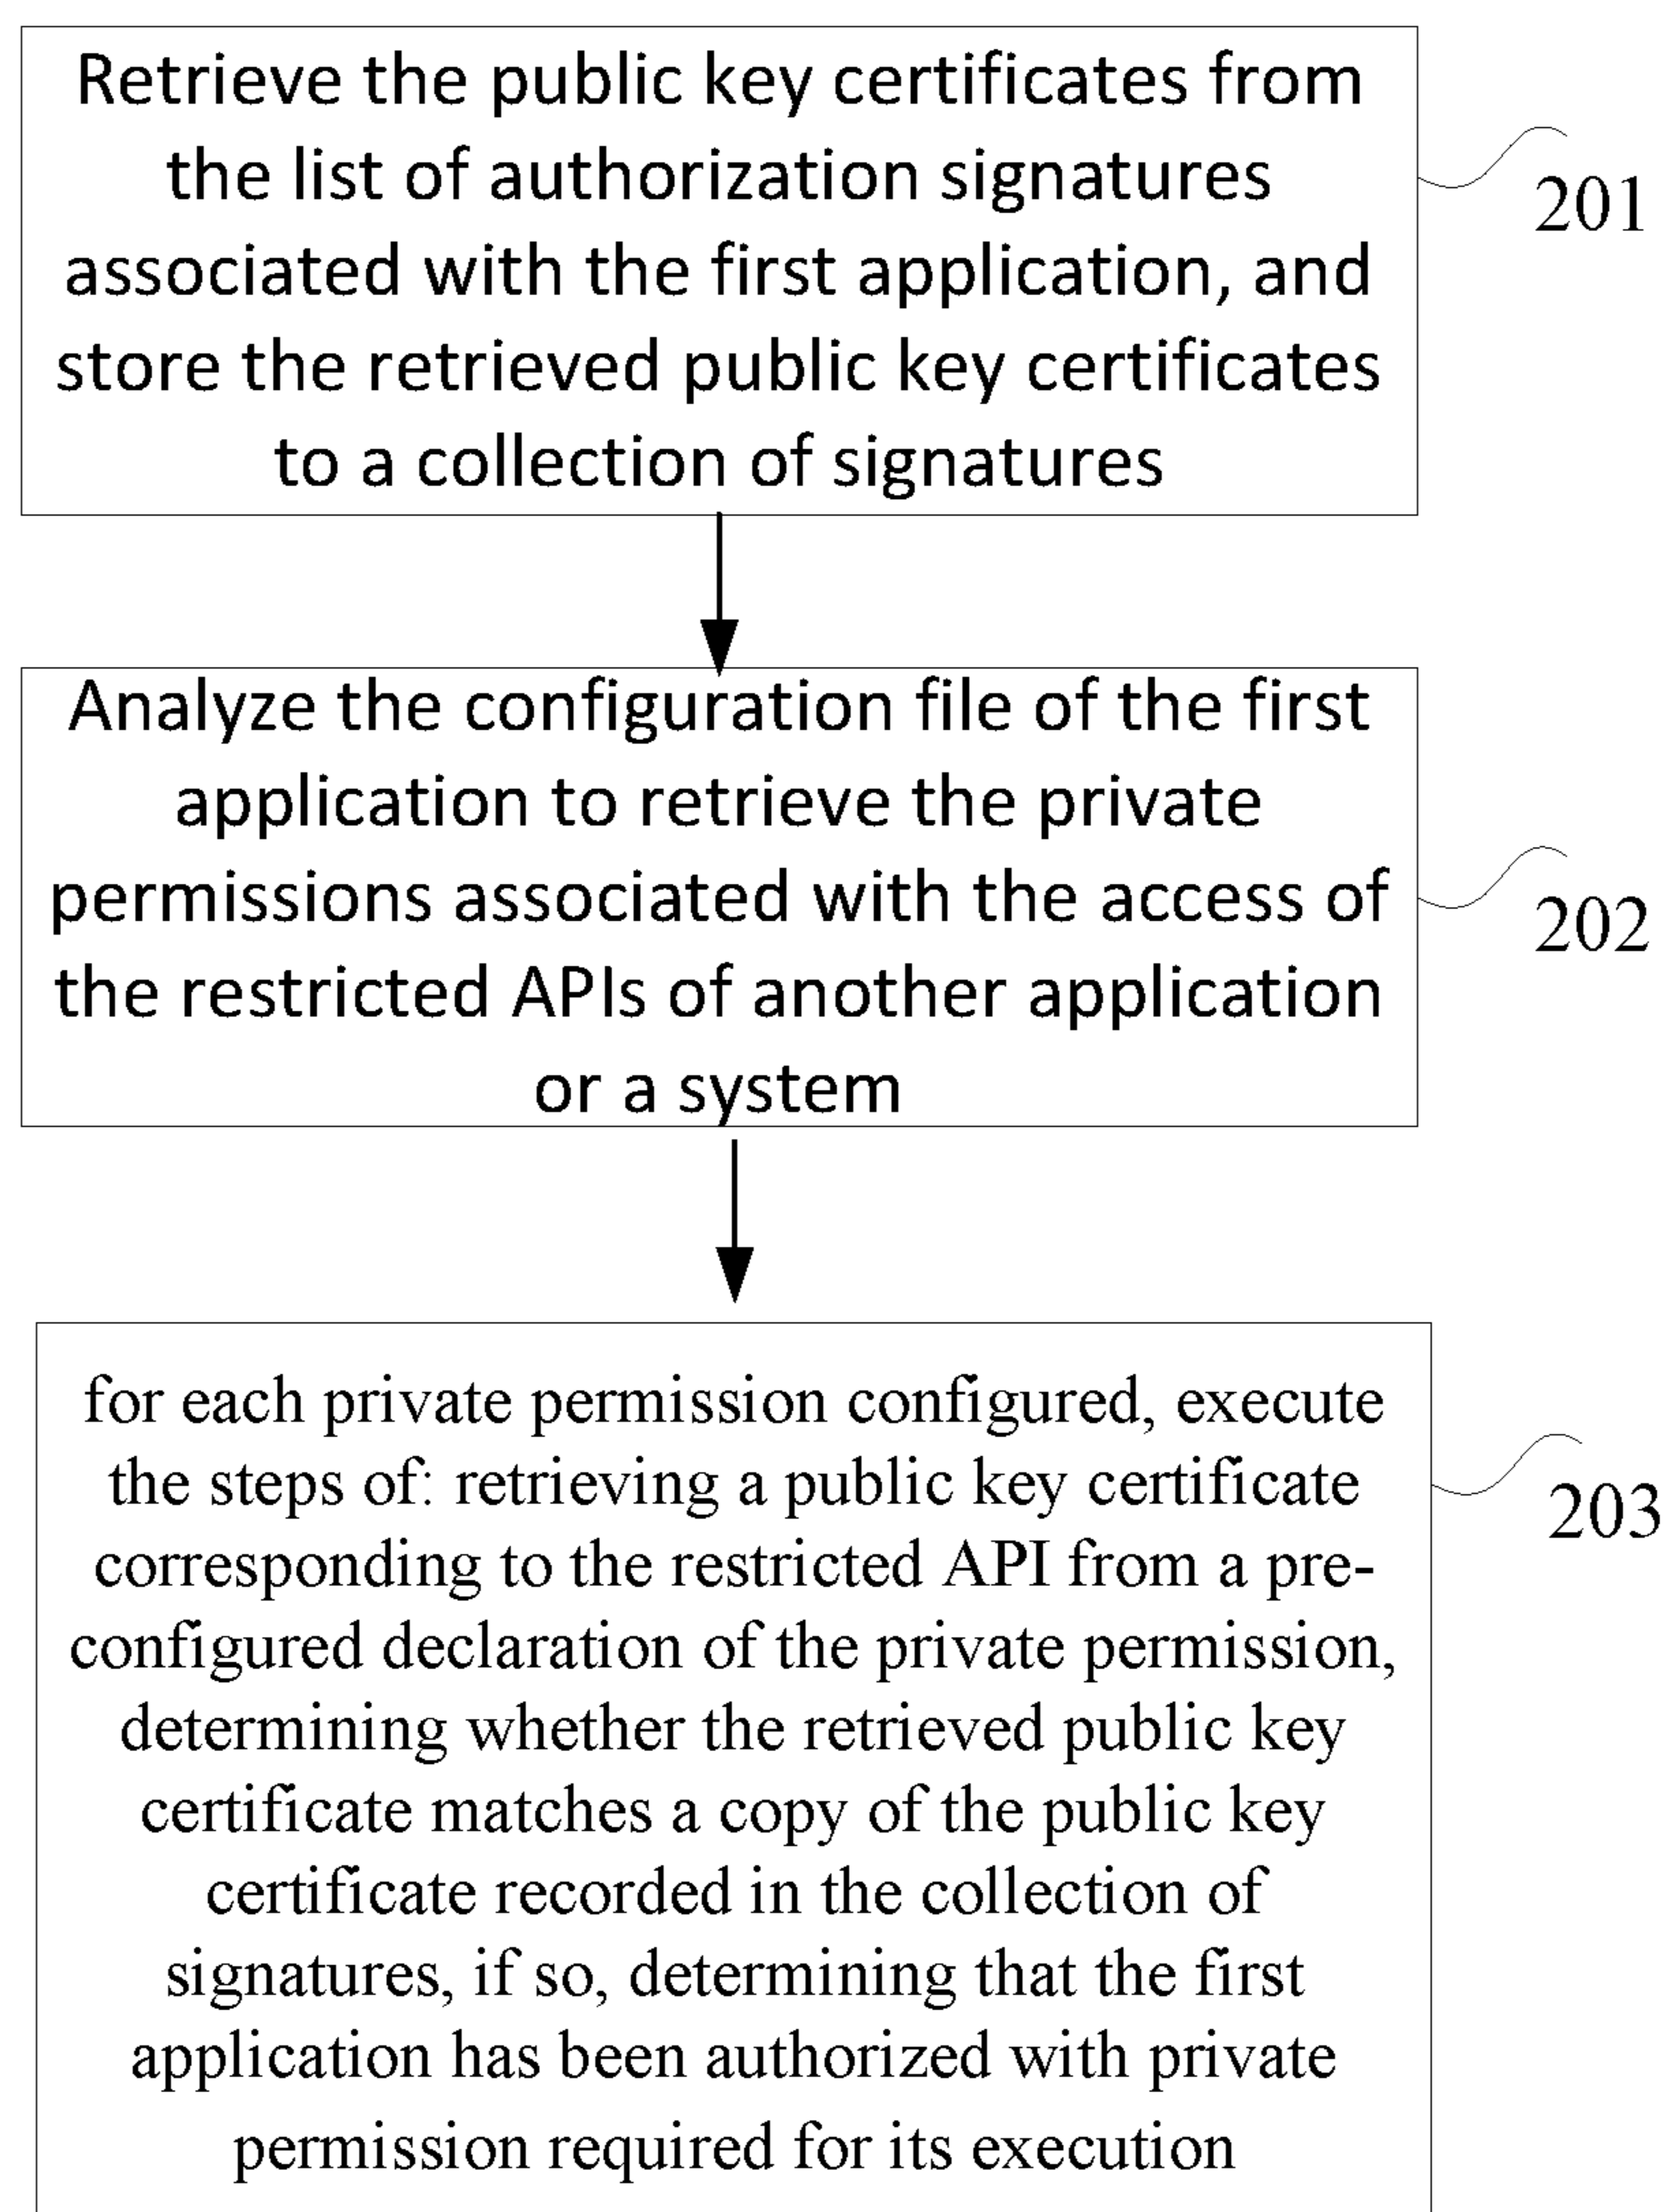 Retrieve the public key certificates from
the list of authorization signatures
associated with the first application, and
store the retrieved public key certificates
to a collection of signatures
201
Analyze the configuration file of the first
application to retrieve the private
permissions associated with the access of
the restricted APIs of another application
or a system
202
for each private permission configured, execute
the steps of: retrieving a public key certificate
corresponding to the restricted API from a pre-
configured declaration of the private permission,
determining whether the retrieved public key
certificate matches a copy of the public key
certificate recorded in the collection of
signatures, if so, determining that the first
application has been authorized with private
permission required for its execution
203